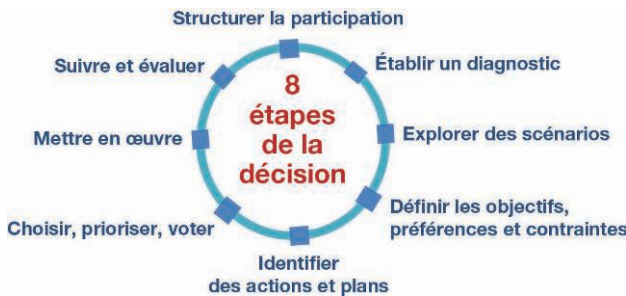 Structurer la participation
Suivre et évaluer
Établir un diagnostic
8
étapes
de la
décision
Mettre en œuvre
Explorer des scénarios
Choisir, prioriser, voter
Définir les objectifs,
préférences et contraintes
Identifier
des actions et plans